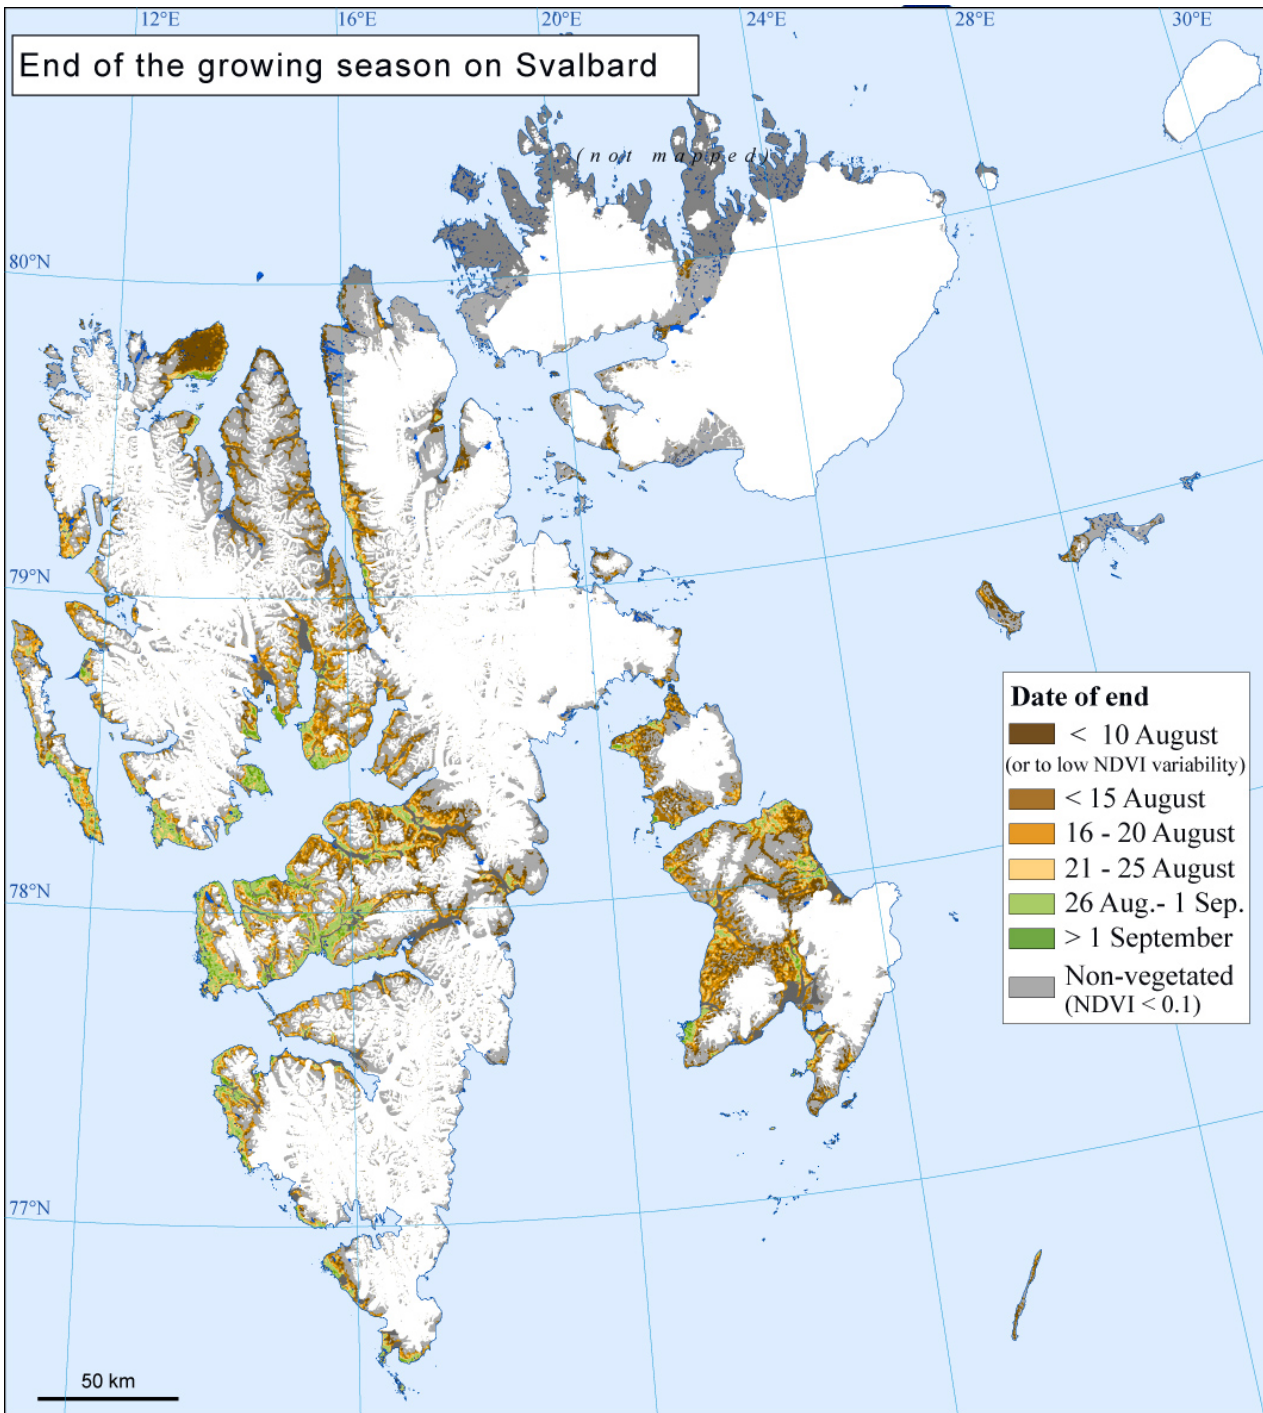 12°E
16°E
20°E
24°E
28°E
30°E
End of the growing season on Svalbard
(not mapped)
80°N
79°N
Date of end
< 10 August
(or to low NDVI variability)
< 15 August
16 - 20 August
21 - 25 August
26 Aug.- 1 Sep.
> 1 September
Non-vegetated
(NDVI < 0.1)
78°N
77°N
50 km